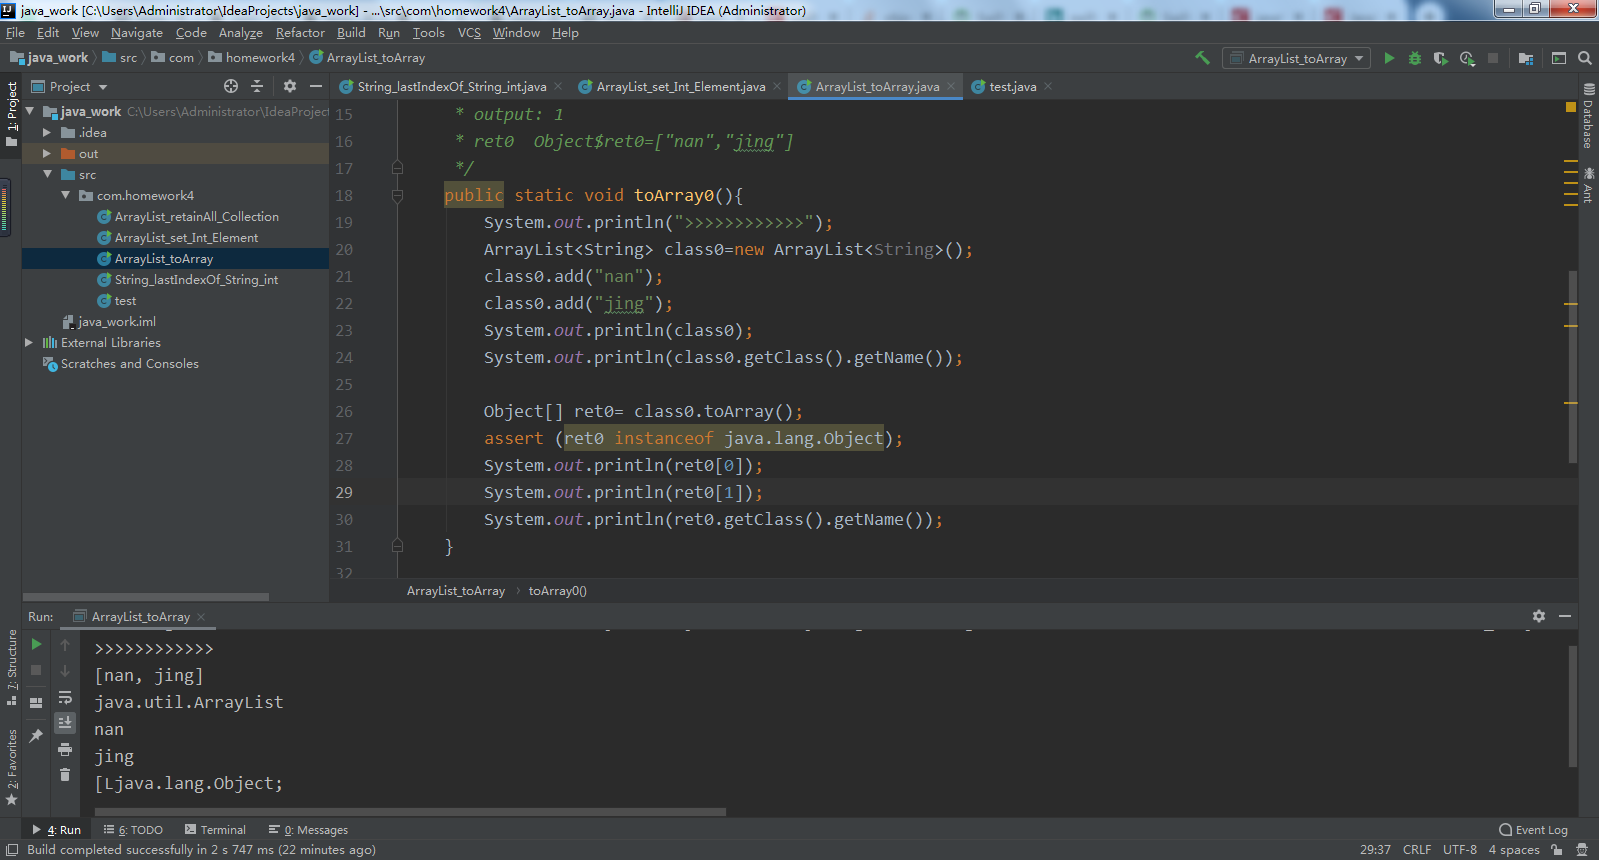 java_work [C:\Users\Administrator\IdeaProjects\java_work] - ...\src\com\homework4\ArrayList_toArray.java - IntelliJ IDEA (Administrator)
File Edit View Navigate Code Analyze Refactor Build Run Tools VCS Window Help
java_work src com homework4 ArrayList_toArray ArrayList_toArray
Project
String_lastIndexOf_String_int.java ArrayList_set_Int_Element.java ArrayList_toArray.java test.java
1: Project
java_work C:\Users\Administrator\IdeaProject
.idea
out
src
com.homework4
ArrayList_retainAll_Collection
ArrayList_set_Int_Element
ArrayList_toArray
String_lastIndexOf_String_int
test
java_work.iml
External Libraries
Scratches and Consoles
15 * output: 1
16 * ret0  Object$ret0=["nan","jing"]
17 */
18 public static void toArray0(){
19 System.out.println(">>>>>>>>>>>>");
20 ArrayList<String> class0=new ArrayList<String>();
21 class0.add("nan");
22 class0.add("jing");
23 System.out.println(class0);
24 System.out.println(class0.getClass().getName());
25
26 Object[] ret0= class0.toArray();
27 assert (ret0 instanceof java.lang.Object);
28 System.out.println(ret0[0]);
29 System.out.println(ret0[1]);
30 System.out.println(ret0.getClass().getName());
31 }
32
ArrayList_toArray toArray0()
Database
Ant
Run: ArrayList_toArray
7: Structure
2: Favorites
>>>>>>>>>>>>
[nan, jing]
java.util.ArrayList
nan
jing
[Ljava.lang.Object;
4: Run 6: TODO Terminal 0: Messages Event Log
Build completed successfully in 2 s 747 ms (22 minutes ago) 29:37 CRLF UTF-8 4 spaces